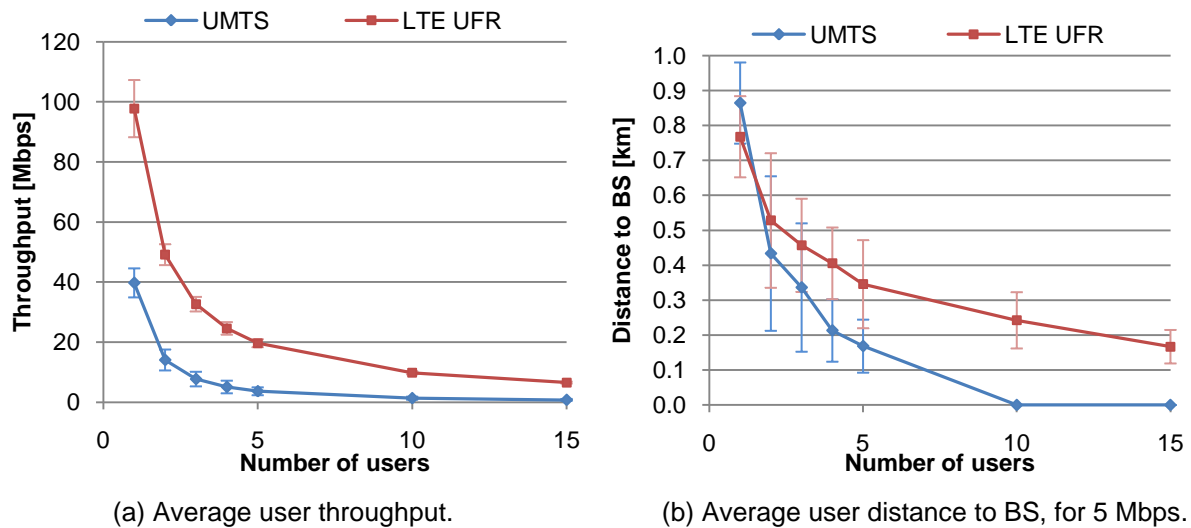 UMTS LTE UFR
120
100
80
60
40
20
0
Throughput [Mbps]
0 5 10 15
Number of users
(a) Average user throughput.
UMTS LTE UFR
1.0
0.9
0.8
0.7
0.6
0.5
0.4
0.3
0.2
0.1
0.0
Distance to BS [km]
0 5 10 15
Number of users
(b) Average user distance to BS, for 5 Mbps.